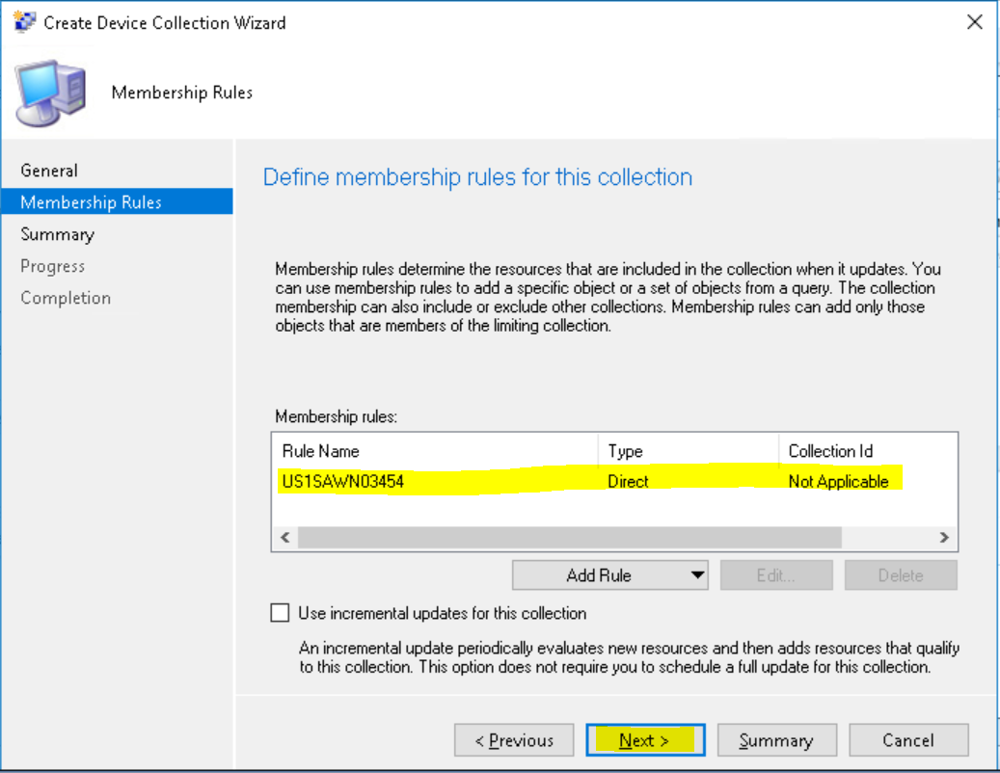 Create Device Collection Wizard
Membership Rules
General
Membership Rules
Summary
Progress
Completion
Define membership rules for this collection
Membership rules determine the resources that are included in the collection when it updates. You
can use membership rules to add a specific object or a set of objects from a query. The collection
membership can also include or exclude other collections. Membership rules can add only those
objects that are members of the limiting collection.
Membership rules:
Rule Name Type Collection Id
US1SAWN03454 Direct Not Applicable
Add Rule Edit... Delete
Use incremental updates for this collection
An incremental update periodically evaluates new resources and then adds resources that qualify
to this collection. This option does not require you to schedule a full update for this collection.
< Previous Next > Summary Cancel